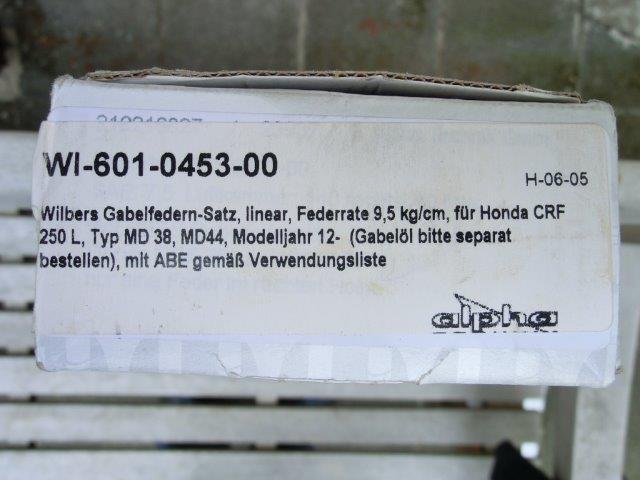 WI-601-0453-00
H-06-05
Wilbers Gabelfedern-Satz, linear, Federrate 9,5 kg/cm, für Honda CRF
250 L, Typ MD 38, MD44, Modelljahr 12-  (Gabelöl bitte separat
bestellen), mit ABE gemäß Verwendungsliste
alpha